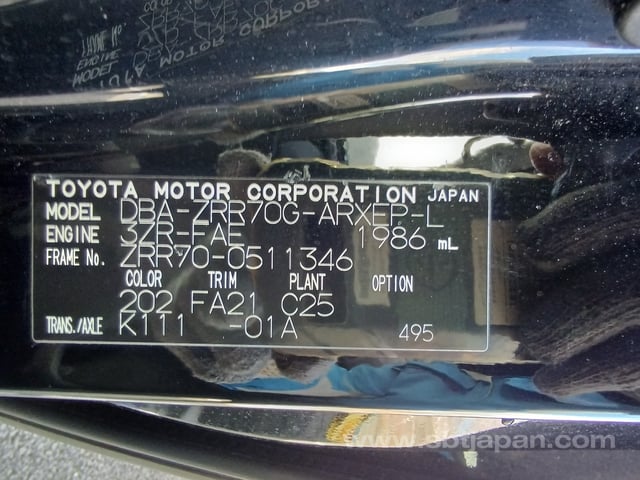 TOYOTA MOTOR CORPORATION JAPAN
MODEL DBA-ZRR70G-ARXEP-L
ENGINE 3ZR-FAE 1986 mL
FRAME No. ZRR70-0511346
COLOR TRIM PLANT OPTION
202 FA21 C25
TRANS./AXLE K111 -01A 495
www.sbtjapan.com